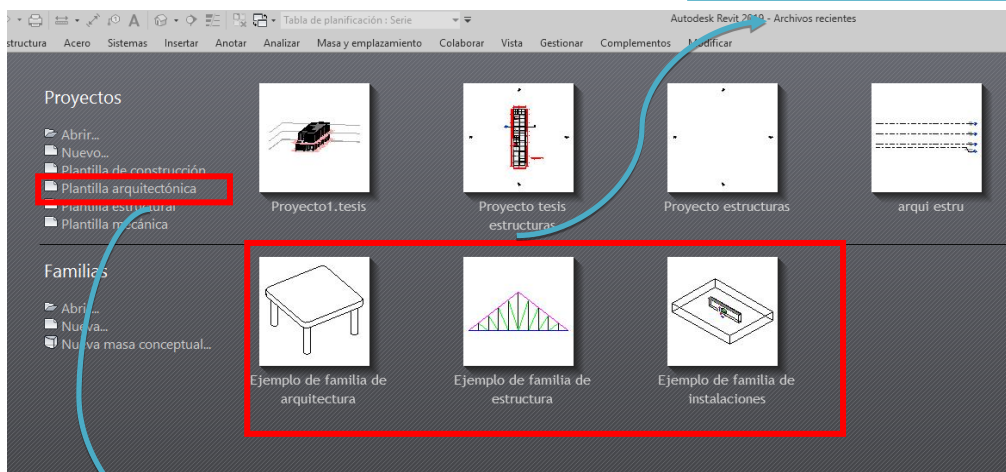 Tabla de planificación : Serie
Autodesk Revit 2019 - Archivos recientes
structura Acero Sistemas Insertar Anotar Analizar Masa y emplazamiento Colaborar Vista Gestionar Complementos Modificar
Proyectos
Abrir...
Nuevo...
Plantilla de construcción
Plantilla arquitectónica
Plantilla estructural
Plantilla mecánica
Proyecto1.tesis
Proyecto tesis
estructuras
Proyecto estructuras
arqui estru
Familias
Abrir...
Nueva...
Nueva masa conceptual...
Ejemplo de familia de
arquitectura
Ejemplo de familia de
estructura
Ejemplo de familia de
instalaciones